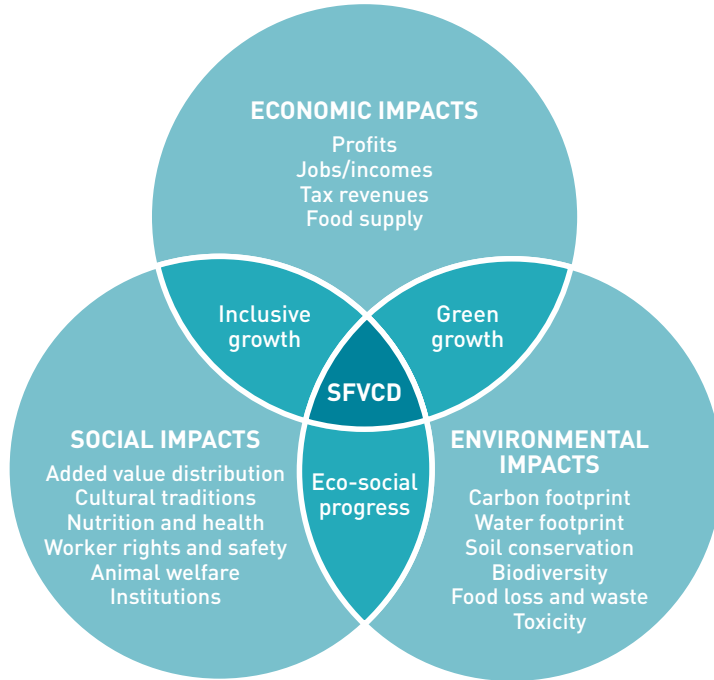 ECONOMIC IMPACTS
Profits
Jobs/incomes
Tax revenues
Food supply
Inclusive
growth
Green
growth
SFVCD
SOCIAL IMPACTS
Added value distribution
Cultural traditions
Nutrition and health
Worker rights and safety
Animal welfare
Institutions
Eco-social
progress
ENVIRONMENTAL
IMPACTS
Carbon footprint
Water footprint
Soil conservation
Biodiversity
Food loss and waste
Toxicity